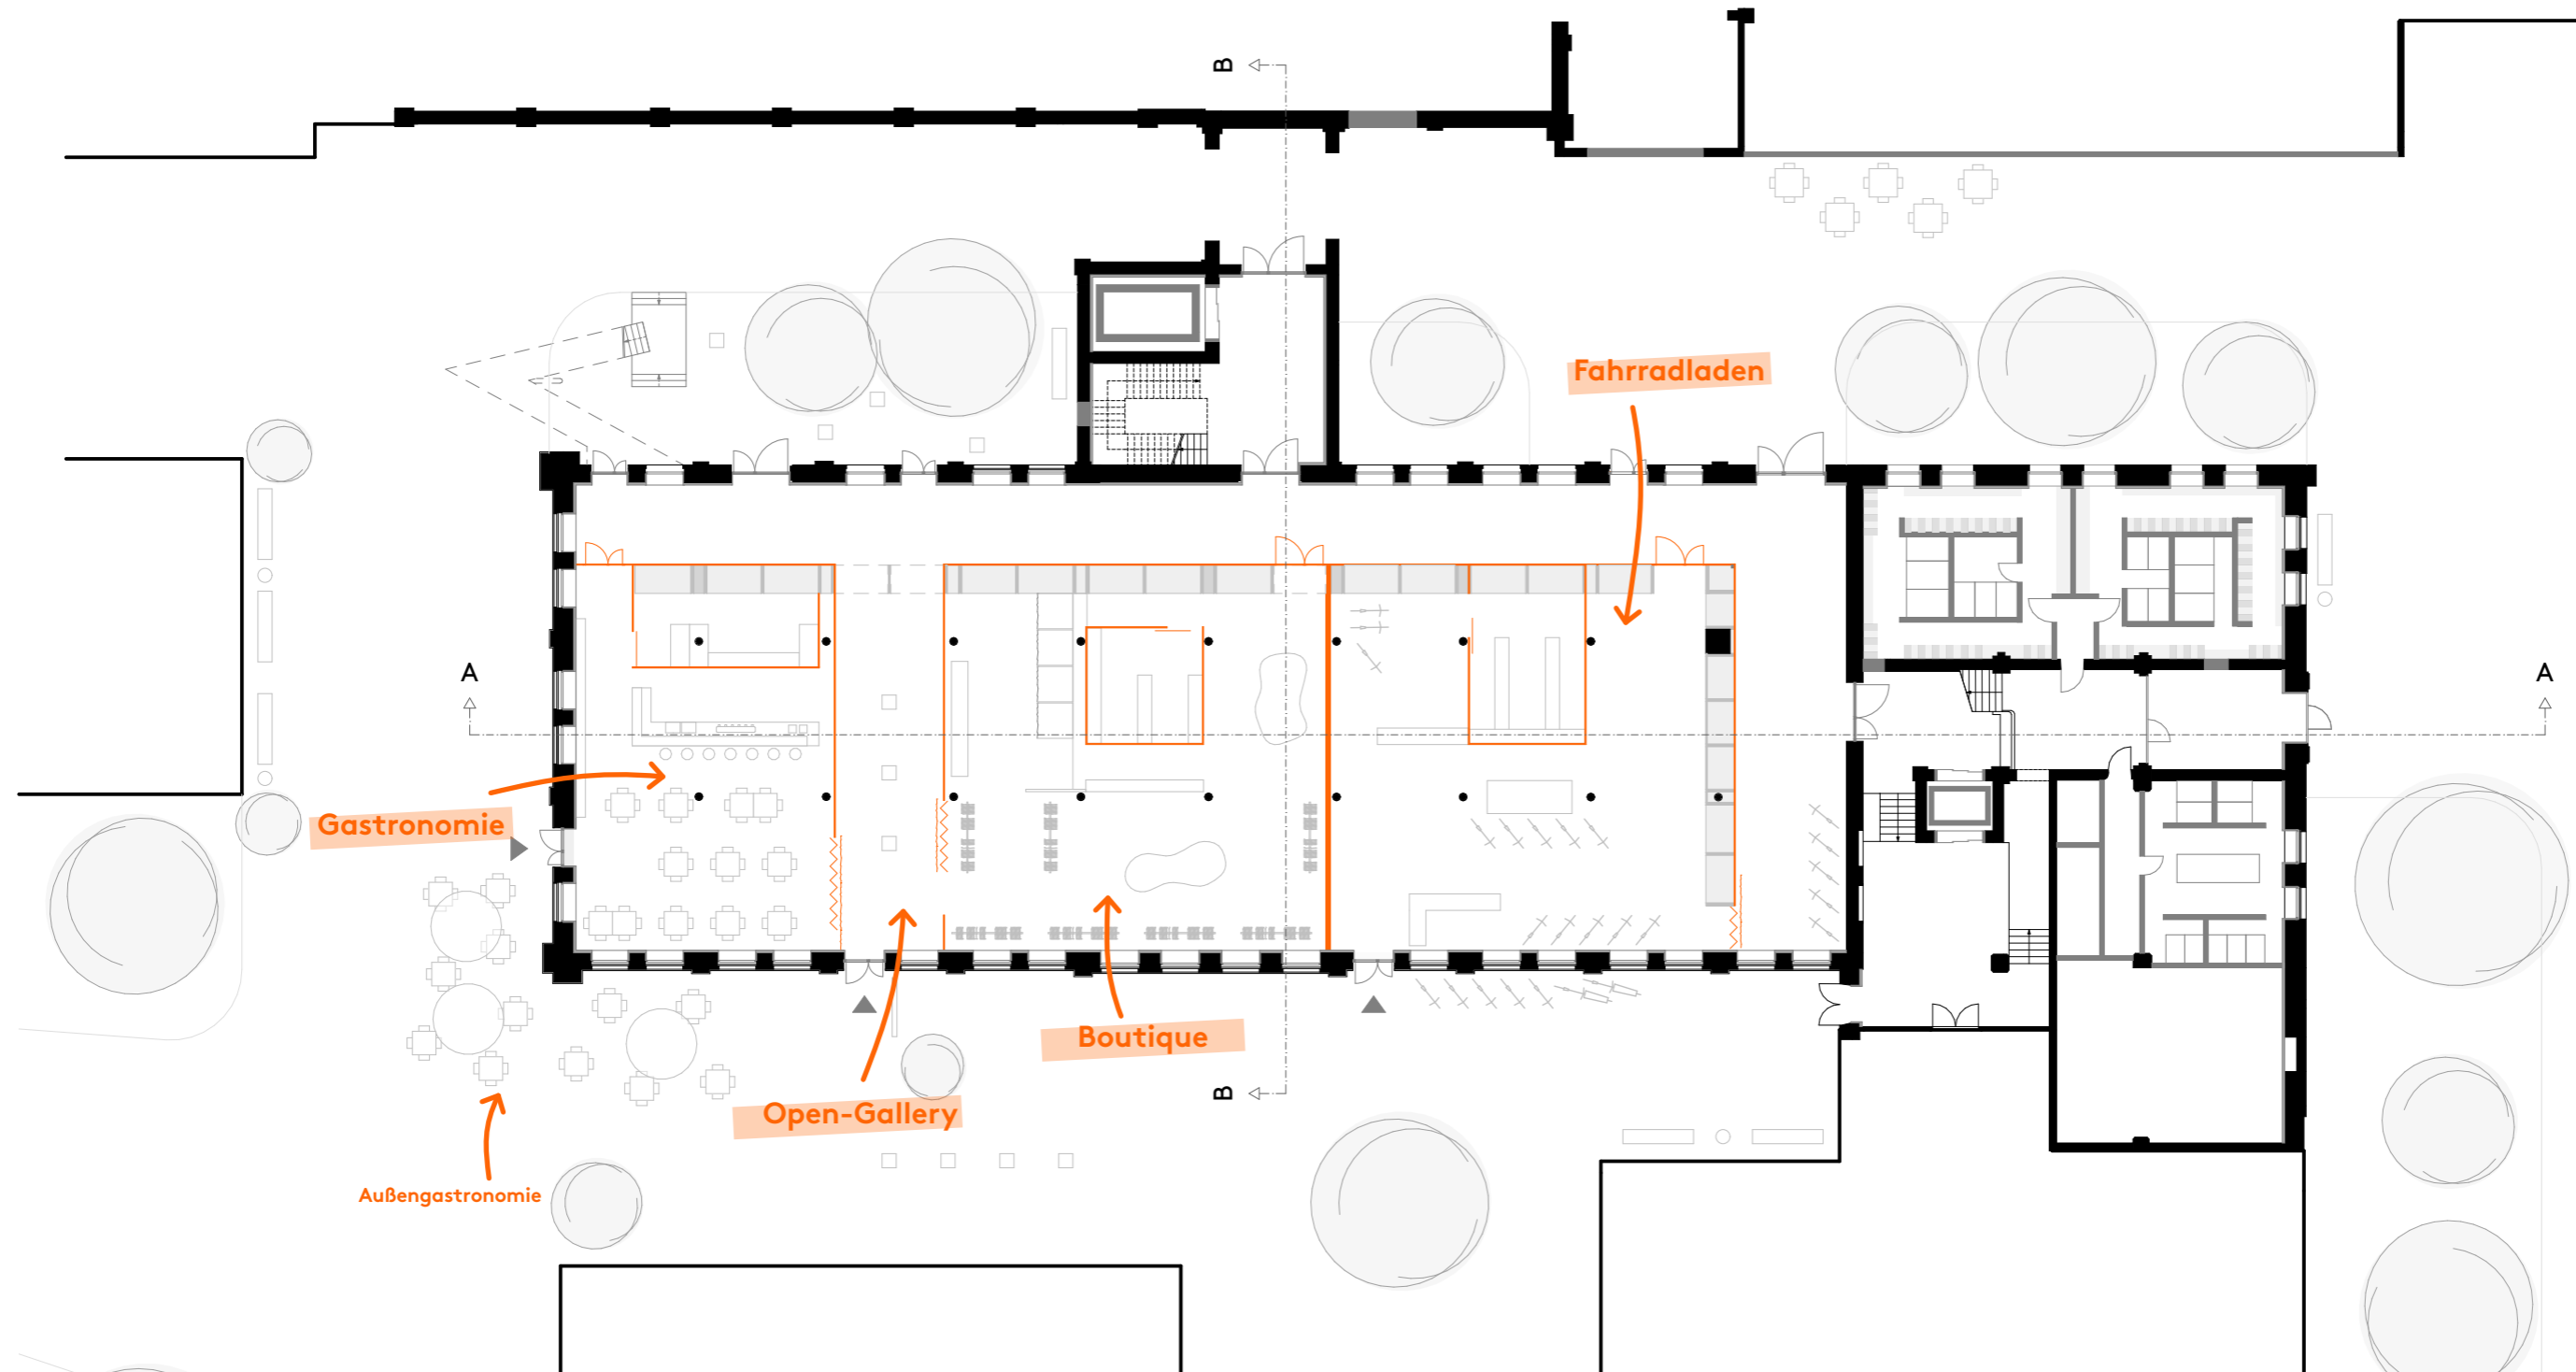 B
Fahrradladen
A
A
Gastronomie
Boutique
B
Open-Gallery
Außengastronomie